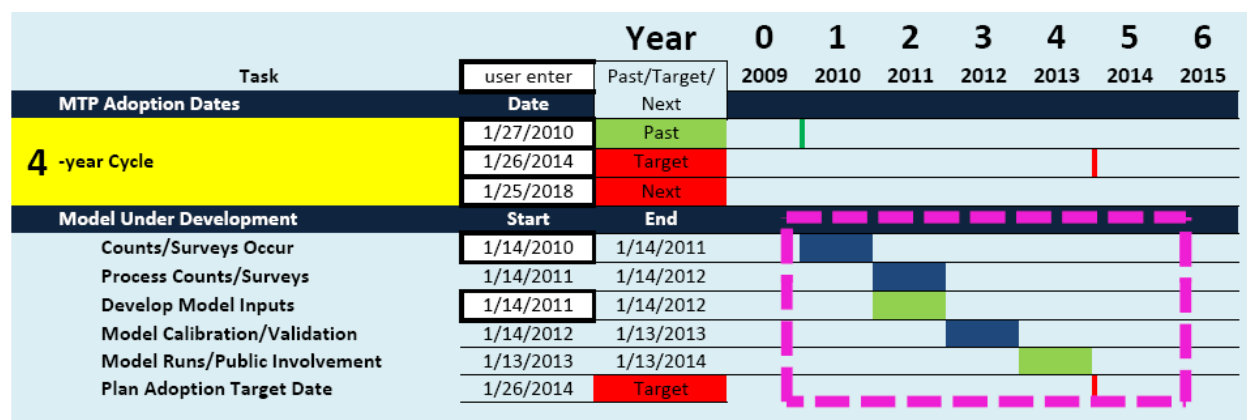 Year 0 1 2 3 4 5 6
Task user enter Past/Target/ 2009 2010 2011 2012 2013 2014 2015
MTP Adoption Dates Date Next
1/27/2010 Past
4 -year Cycle 1/26/2014 Target
1/25/2018 Next
Model Under Development Start End
Counts/Surveys Occur 1/14/2010 1/14/2011
Process Counts/Surveys 1/14/2011 1/14/2012
Develop Model Inputs 1/14/2011 1/14/2012
Model Calibration/Validation 1/14/2012 1/13/2013
Model Runs/Public Involvement 1/13/2013 1/13/2014
Plan Adoption Target Date 1/26/2014 Target